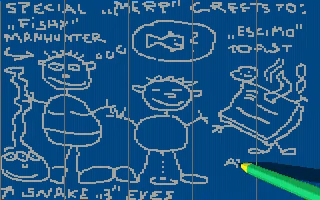 SPECIAL „MERP" GREETS TO:
„FISHY"
MANHUNTER
„ESCIMO"
TOAST
?
A SNAKE „3" EYES